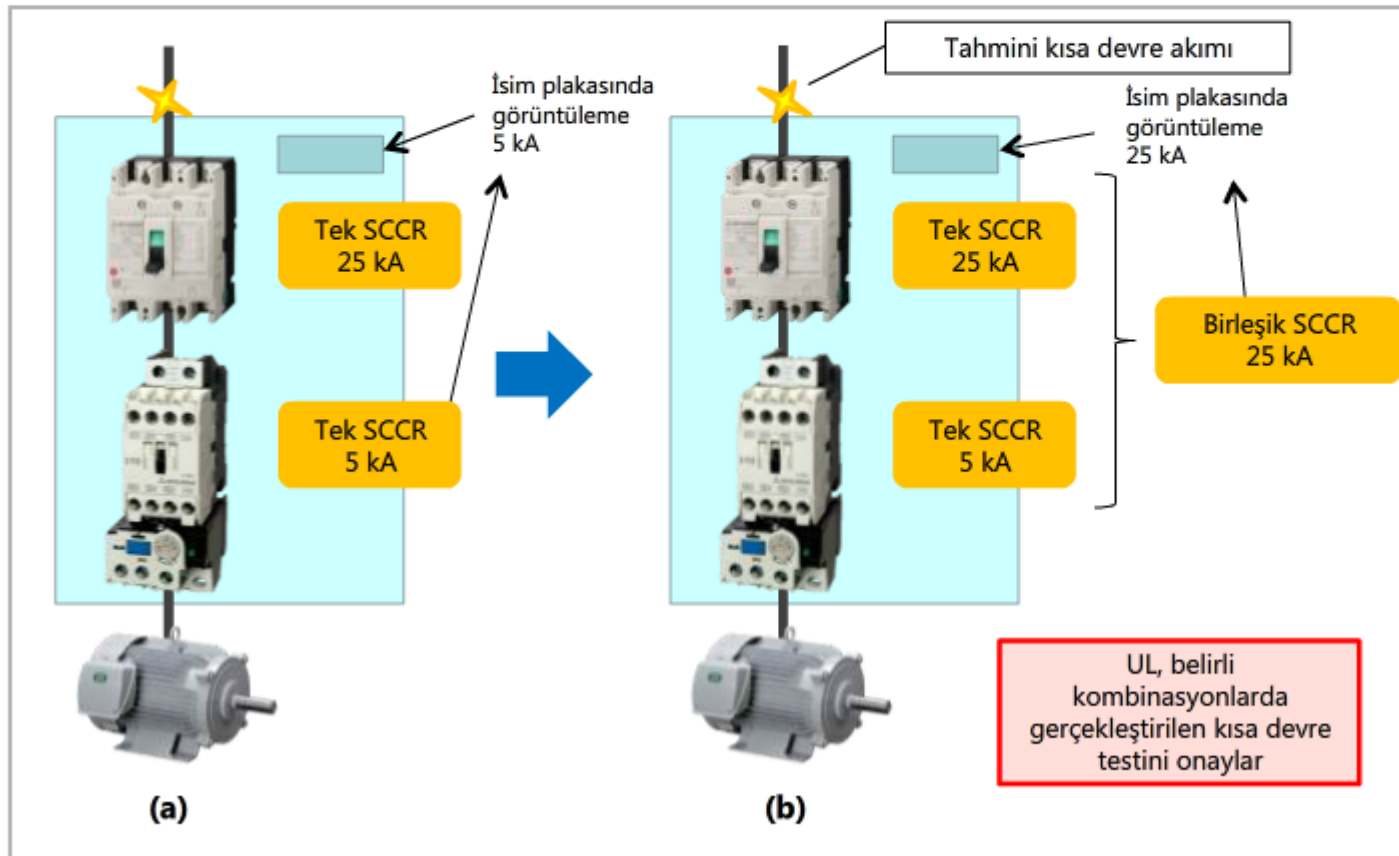 Tahmini kısa devre akımı
İsim plakasında
görüntüleme
5 kA
İsim plakasında
görüntüleme
25 kA
Tek SCCR
25 kA
Tek SCCR
25 kA
Birleşik SCCR
25 kA
Tek SCCR
5 kA
Tek SCCR
5 kA
UL, belirli
kombinasyonlarda
gerçekleştirilen kısa devre
testini onaylar
(a)
(b)